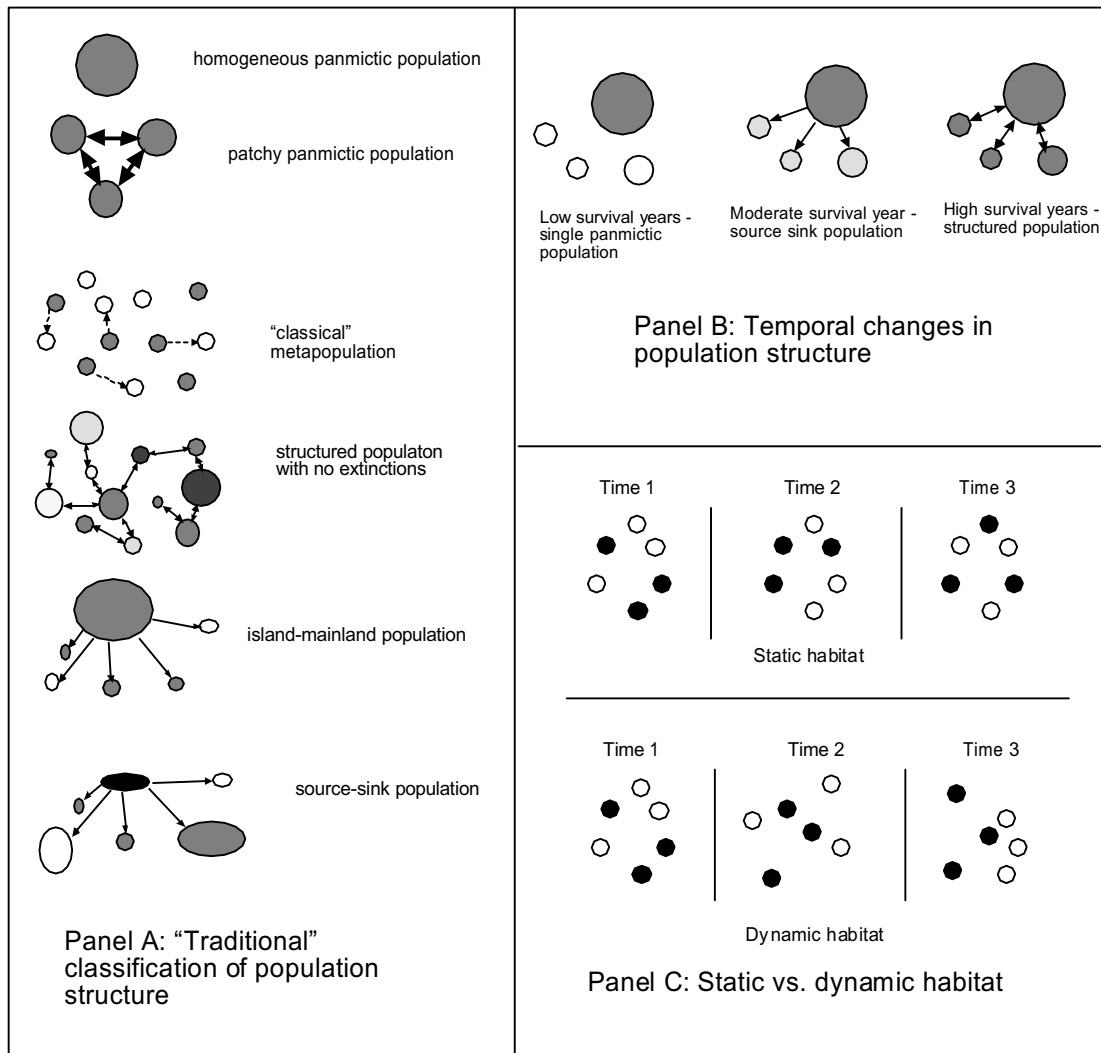 homogeneous panmictic population
patchy panmictic population
“classical”
metapopulation
structured populaton
with no extinctions
island-mainland population
source-sink population
Panel A: “Traditional”
classification of population
structure
Low survival years -
single panmictic
population
Moderate survival year -
source sink population
High survival years -
structured population
Panel B: Temporal changes in
population structure
Time 1
Time 2
Time 3
Static habitat
Time 1
Time 2
Time 3
Dynamic habitat
Panel C: Static vs. dynamic habitat